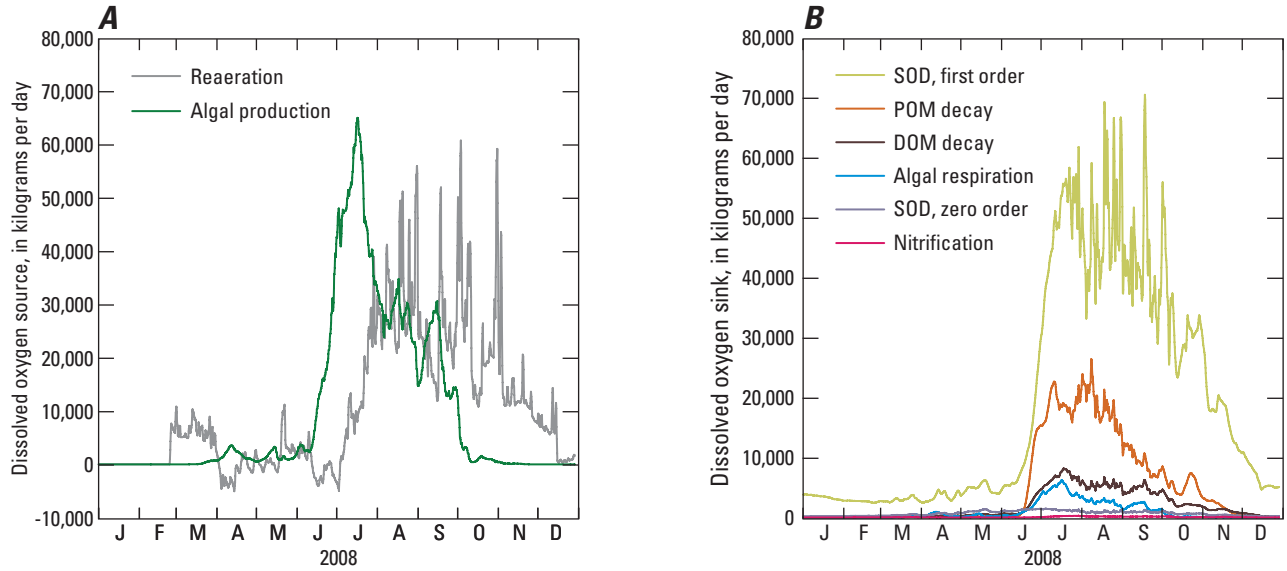 A
Dissolved oxygen source, in kilograms per day
80,000
70,000
60,000
50,000
40,000
30,000
20,000
10,000
0
-10,000
Reaeration
Algal production
J F M A M J J A S O N D
2008
B
Dissolved oxygen sink, in kilograms per day
80,000
70,000
60,000
50,000
40,000
30,000
20,000
10,000
0
SOD, first order
POM decay
DOM decay
Algal respiration
SOD, zero order
Nitrification
J F M A M J J A S O N D
2008